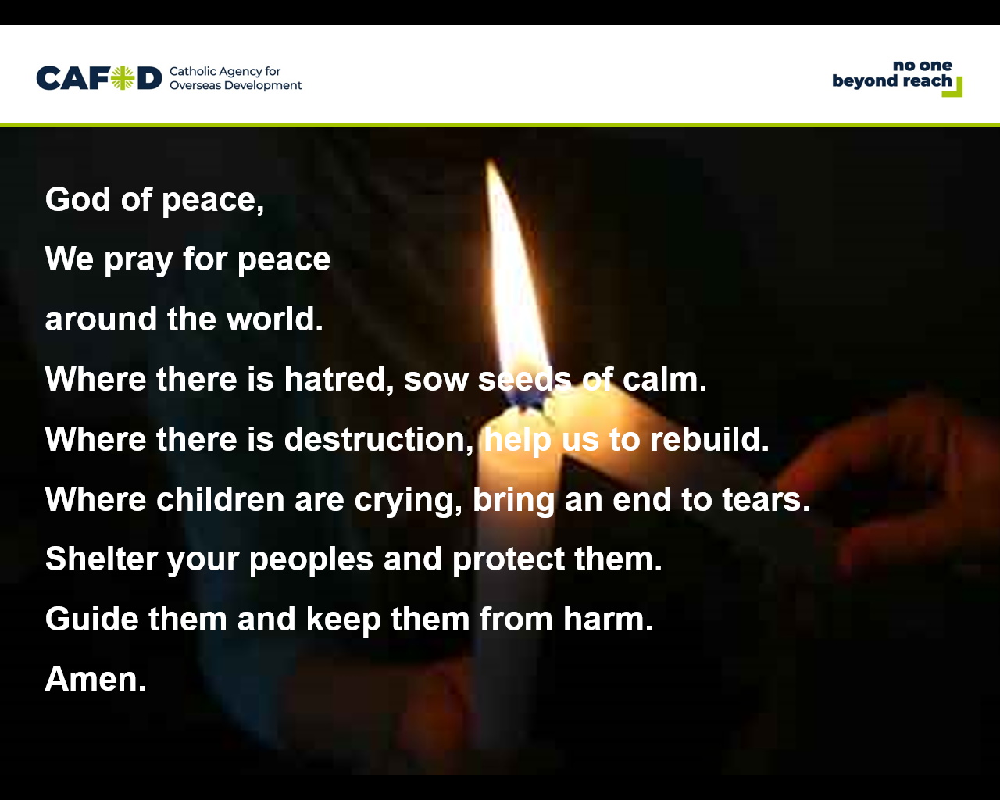 CAFOD
Catholic Agency for
Overseas Development
no one
beyond reach
God of peace,
We pray for peace
around the world.
Where there is hatred, sow seeds of calm.
Where there is destruction, help us to rebuild.
Where children are crying, bring an end to tears.
Shelter your peoples and protect them.
Guide them and keep them from harm.
Amen.